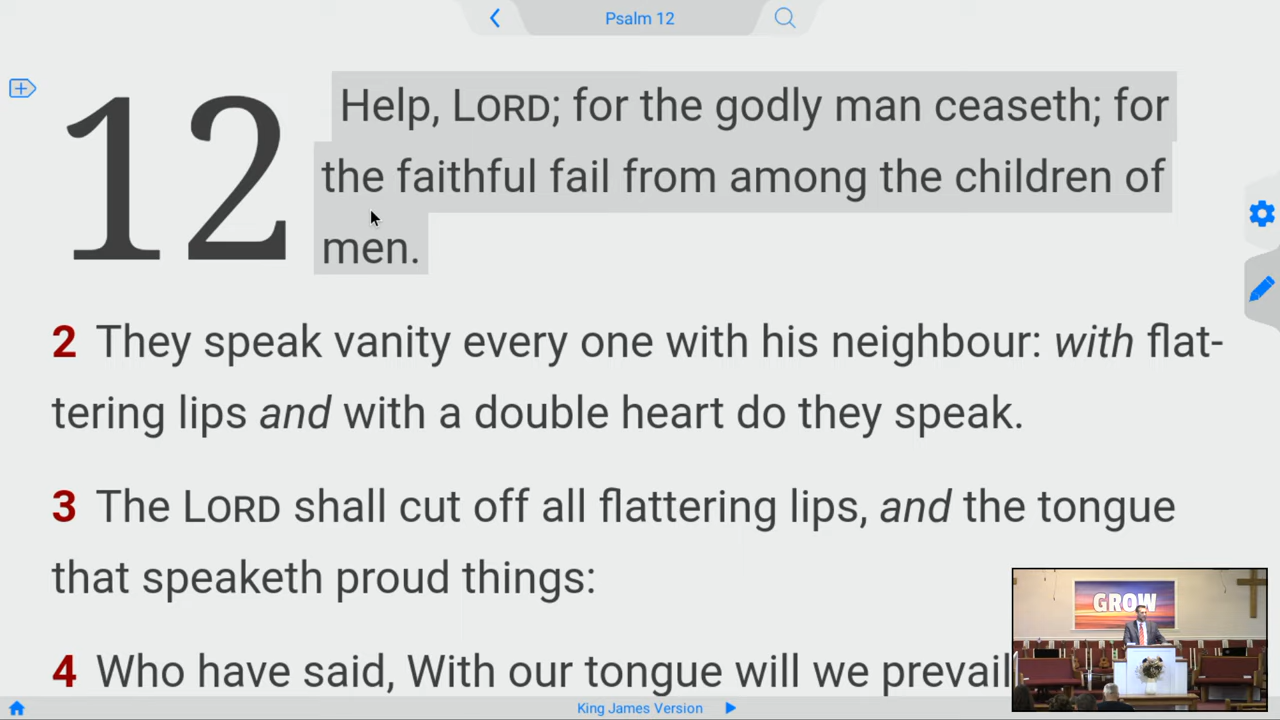 Psalm 12
12 Help, LORD; for the godly man ceaseth; for
the faithful fail from among the children of
men.
2 They speak vanity every one with his neighbour: with flat-
tering lips and with a double heart do they speak.
3 The LORD shall cut off all flattering lips, and the tongue
that speaketh proud things:
4 Who have said, With our tongue will we prevail
GROW
King James Version